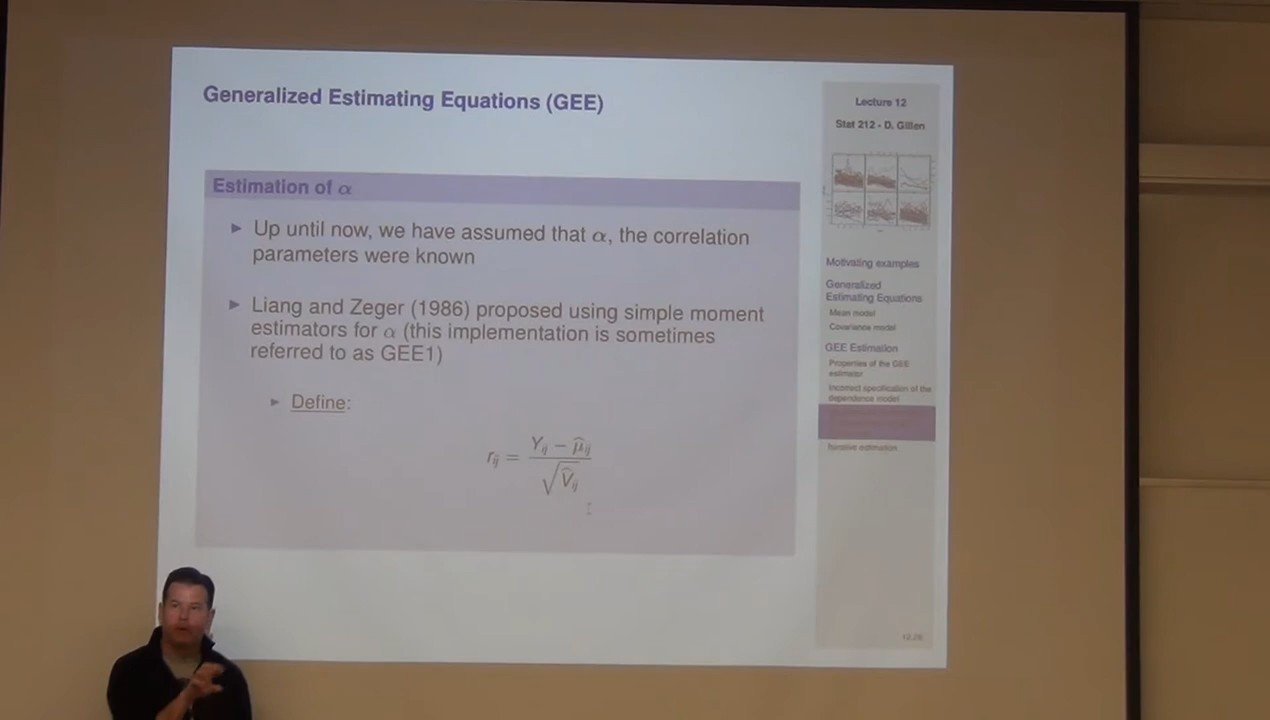 Generalized Estimating Equations (GEE)
Estimation of α
► Up until now, we have assumed that α, the correlation
parameters were known
► Liang and Zeger (1986) proposed using simple moment
estimators for α (this implementation is sometimes
referred to as GEE1)
► Define:
r_ij = (Y_ij − μ̂_ij) / √V̂_ij
Lecture 12
Stat 212 - D. Gillen
Motivating examples
Generalized
Estimating Equations
Mean model
Covariance model
GEE Estimation
Properties of the GEE
estimator
Incorrect specification of the
dependence model
Iterative estimation